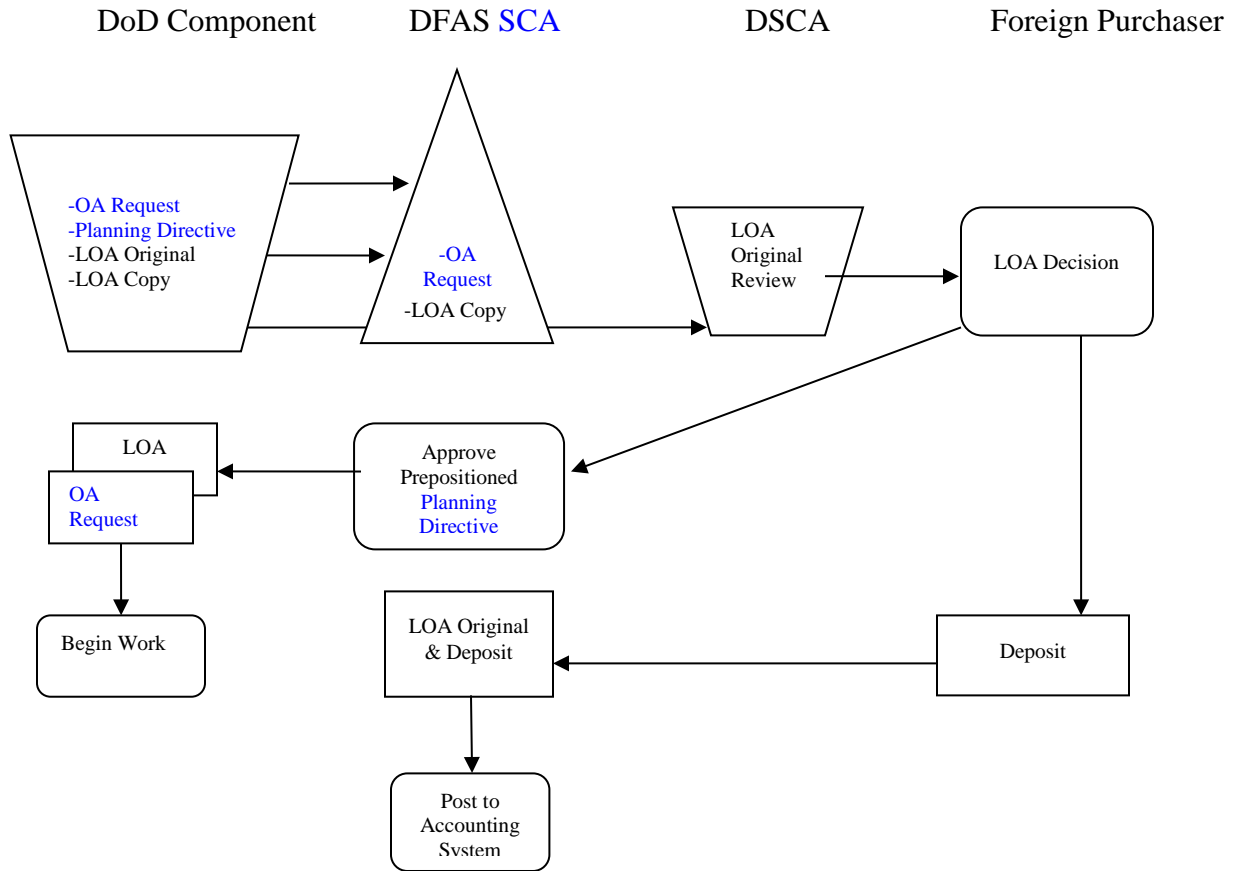 DoD Component
DFAS SCA
DSCA
Foreign Purchaser
-OA Request
-Planning Directive
-LOA Original
-LOA Copy
-OA
Request
-LOA Copy
LOA
Original
Review
LOA Decision
LOA
OA
Request
Approve
Prepositioned
Planning
Directive
Begin Work
LOA Original
& Deposit
Deposit
Post to
Accounting
System